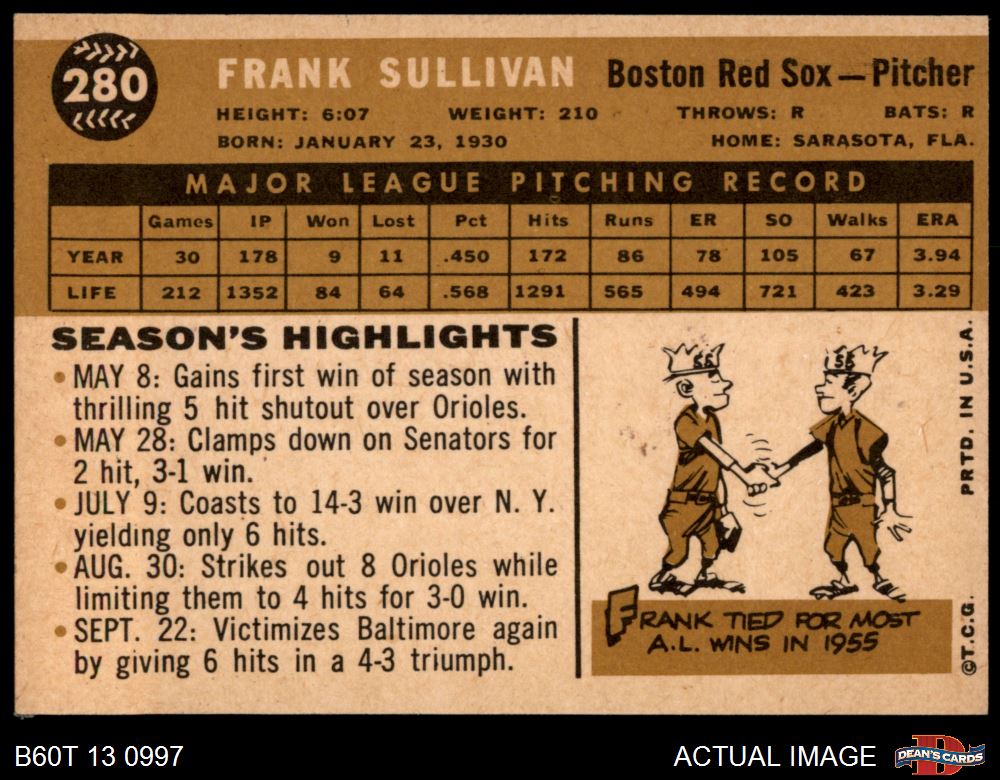 280
FRANK SULLIVAN Boston Red Sox — Pitcher
HEIGHT: 6:07 WEIGHT: 210 THROWS: R BATS: R
BORN: JANUARY 23, 1930 HOME: SARASOTA, FLA.
MAJOR LEAGUE PITCHING RECORD
Games IP Won Lost Pct Hits Runs ER SO Walks ERA
YEAR 30 178 9 11 .450 172 86 78 105 67 3.94
LIFE 212 1352 84 64 .568 1291 565 494 721 423 3.29
SEASON'S HIGHLIGHTS
• MAY 8: Gains first win of season with
thrilling 5 hit shutout over Orioles.
• MAY 28: Clamps down on Senators for
2 hit, 3-1 win.
• JULY 9: Coasts to 14-3 win over N. Y.
yielding only 6 hits.
• AUG. 30: Strikes out 8 Orioles while
limiting them to 4 hits for 3-0 win.
• SEPT. 22: Victimizes Baltimore again
by giving 6 hits in a 4-3 triumph.
55
55
FRANK TIED FOR MOST
A.L. WINS IN 1955
©T.C.G. PRTD. IN U.S.A.
B60T 13 0997 ACTUAL IMAGE
DEAN'S CARDS